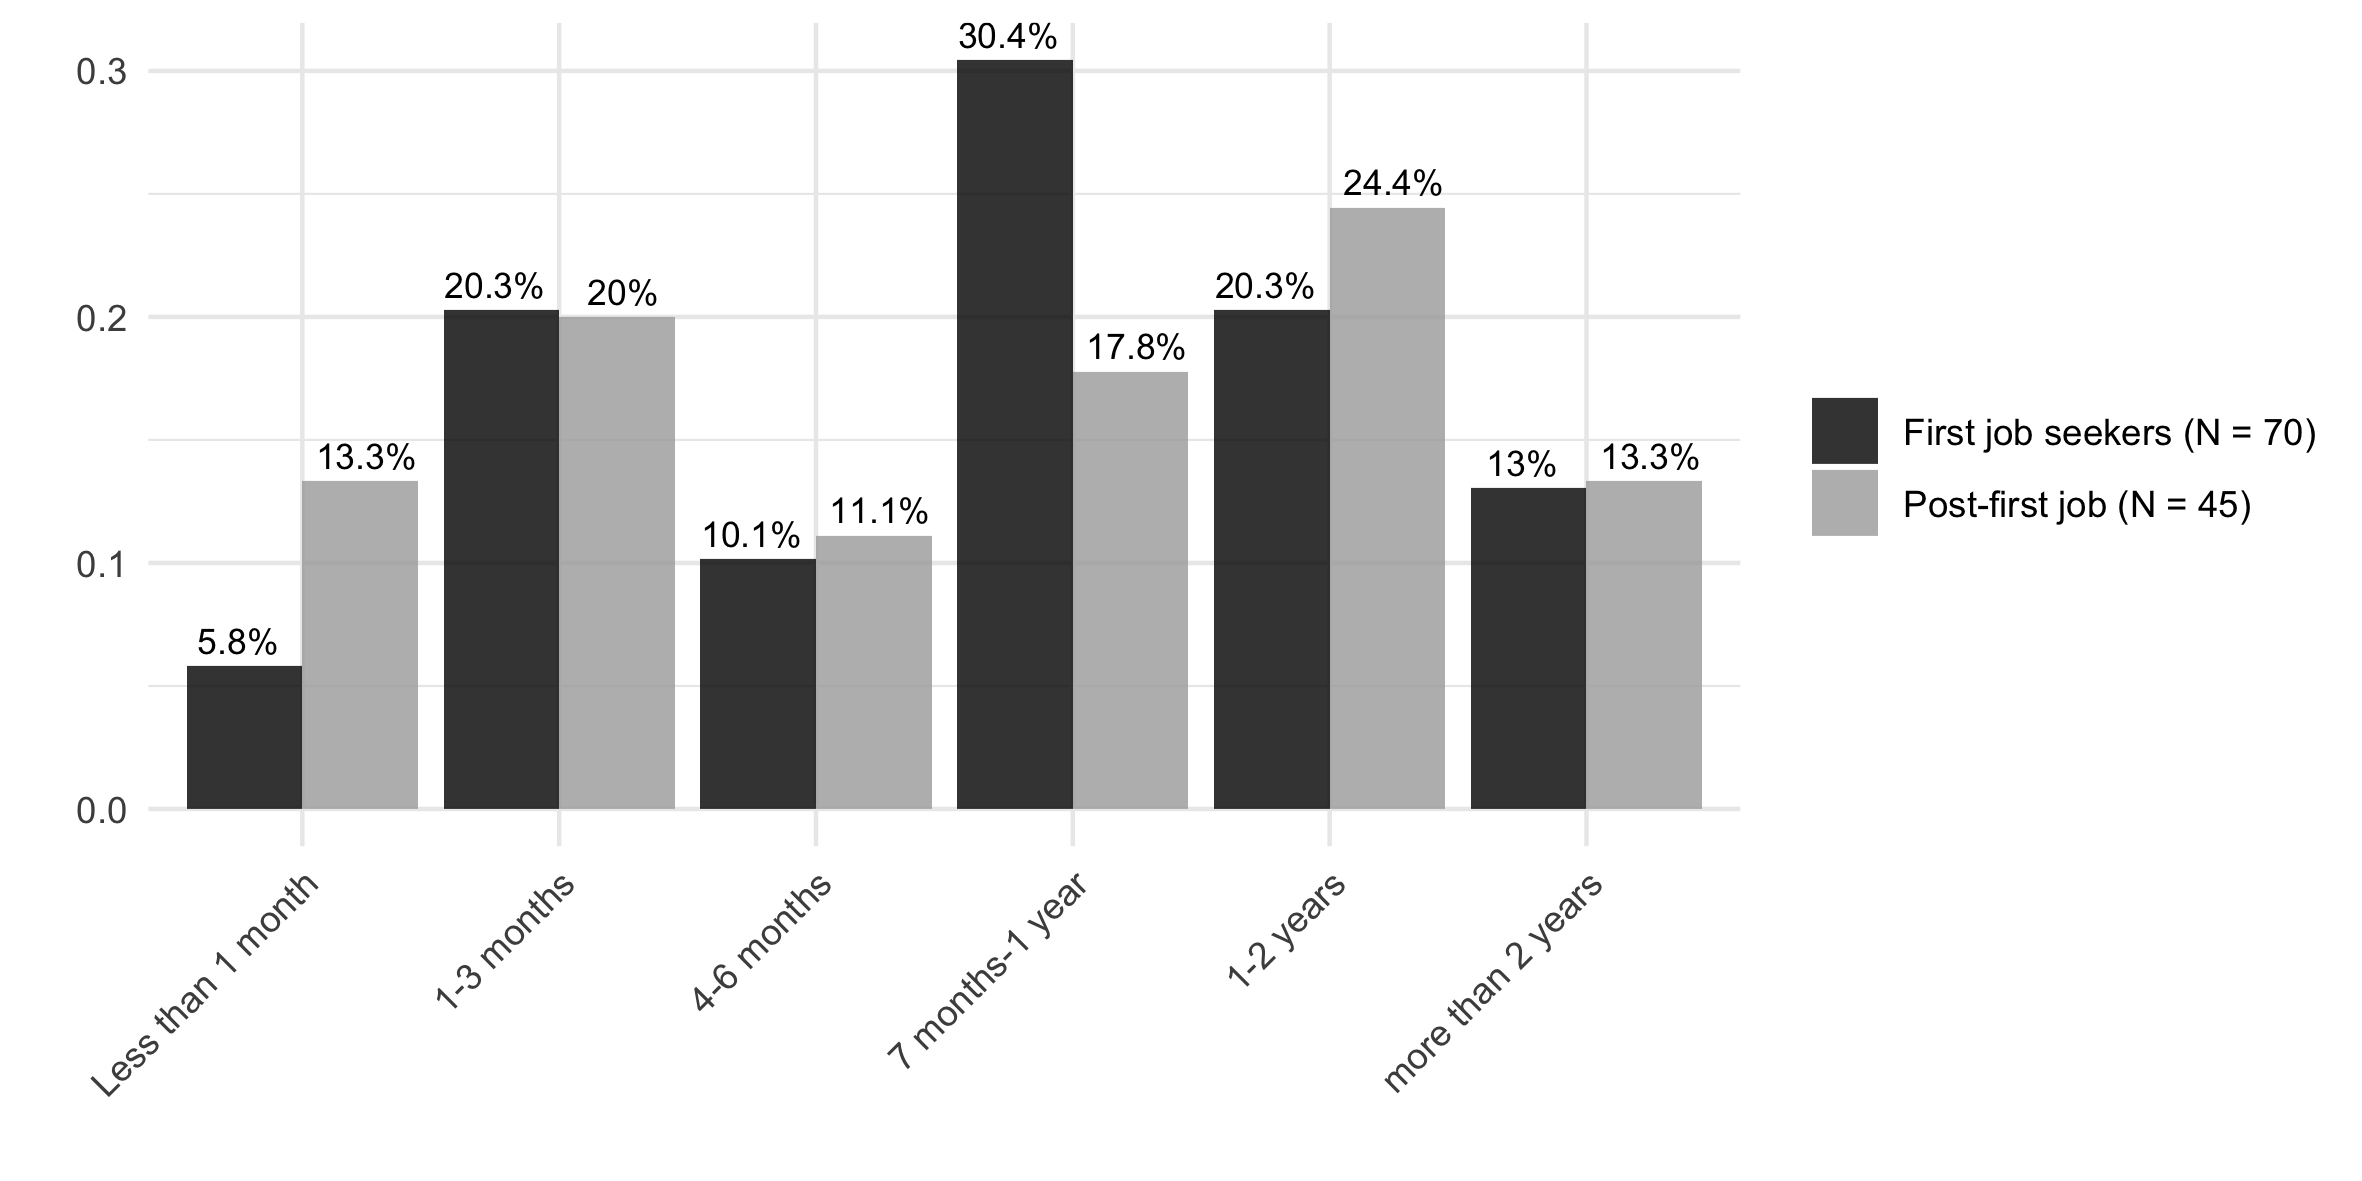 30.4%
0.3
24.4%
20.3%
20%
20.3%
0.2
17.8%
13.3%
13%
13.3%
10.1%
11.1%
0.1
5.8%
0.0
First job seekers (N = 70)
Post-first job (N = 45)
Less than 1 month
1-3 months
4-6 months
7 months-1 year
1-2 years
more than 2 years